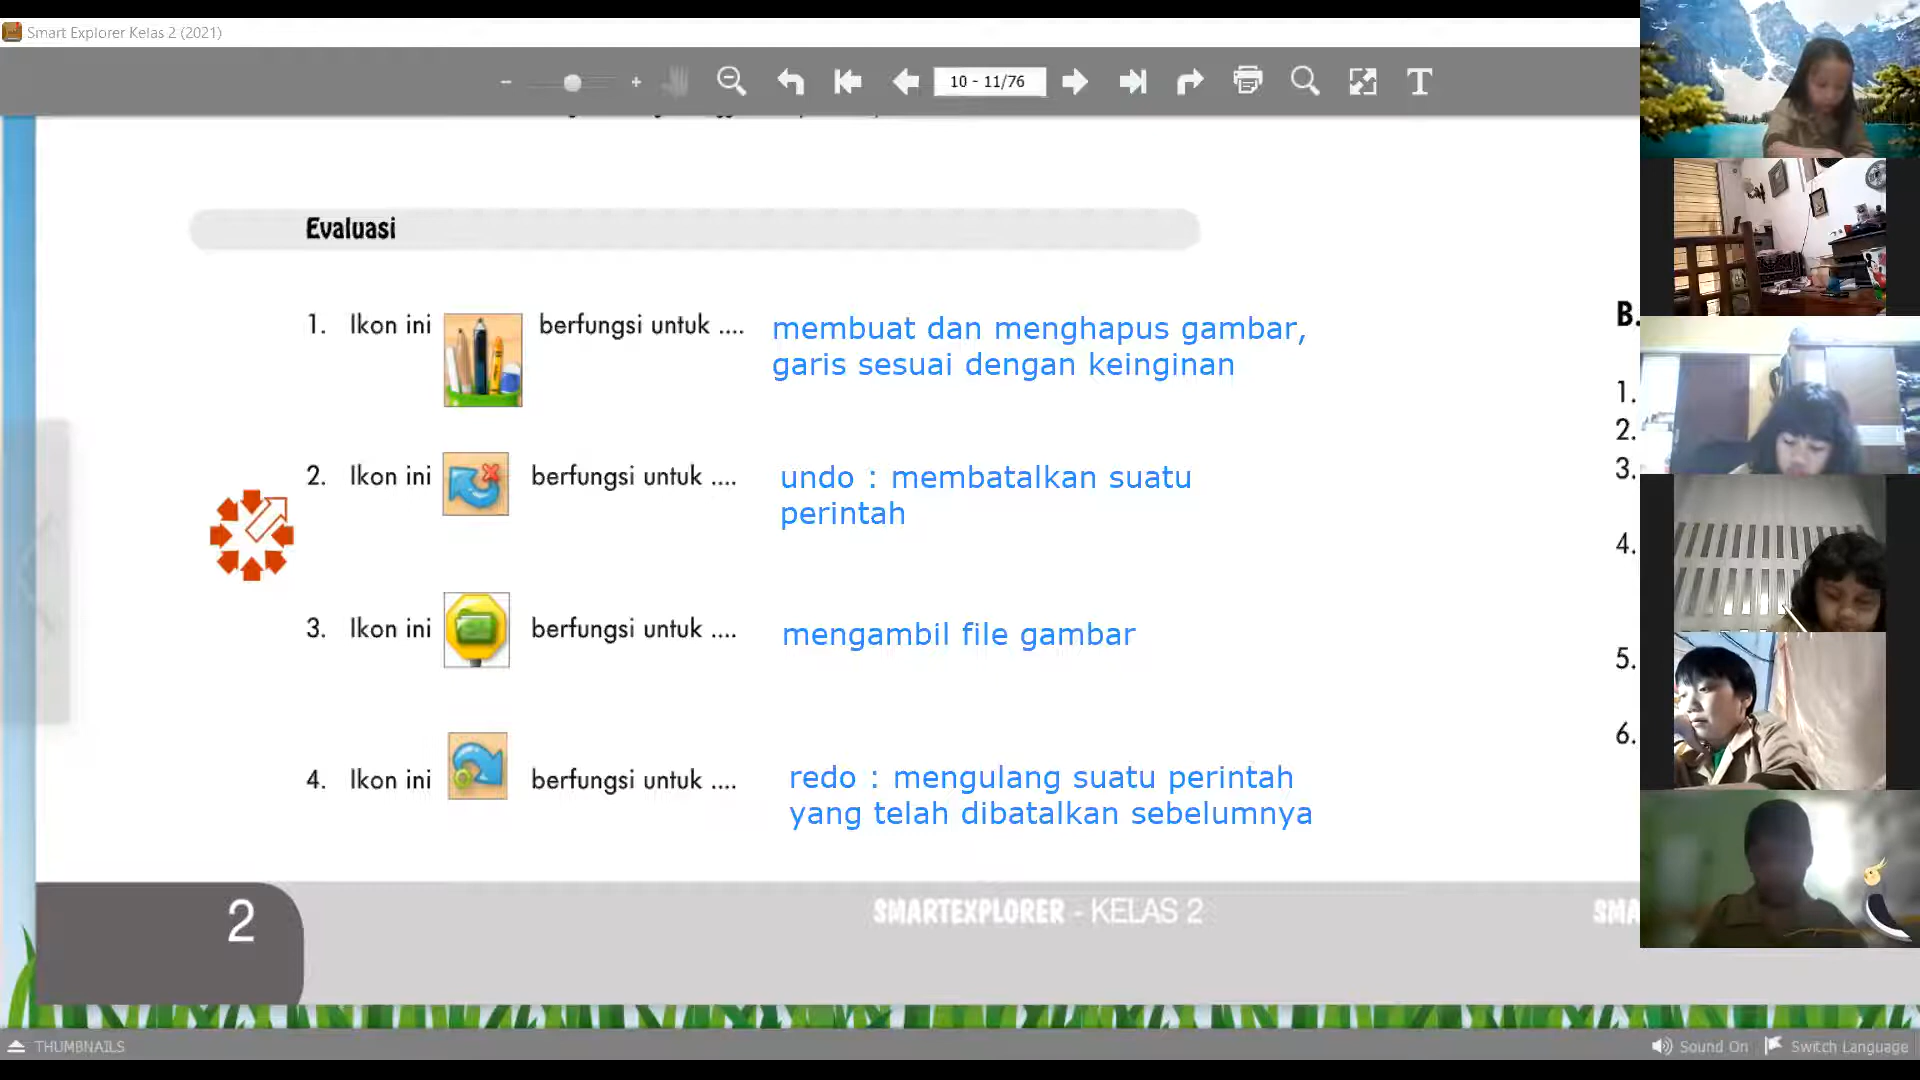 Smart Explorer Kelas 2 (2021)
10 - 11/76
T
Evaluasi
1. Ikon ini berfungsi untuk .... membuat dan menghapus gambar,
garis sesuai dengan keinginan
2. Ikon ini berfungsi untuk .... undo : membatalkan suatu
perintah
3. Ikon ini berfungsi untuk .... mengambil file gambar
4. Ikon ini berfungsi untuk .... redo : mengulang suatu perintah
yang telah dibatalkan sebelumnya
B.
1.
2.
3.
4.
5.
6.
2
SMARTEXPLORER - KELAS 2
SMA
THUMBNAILS
Sound On
Switch Language